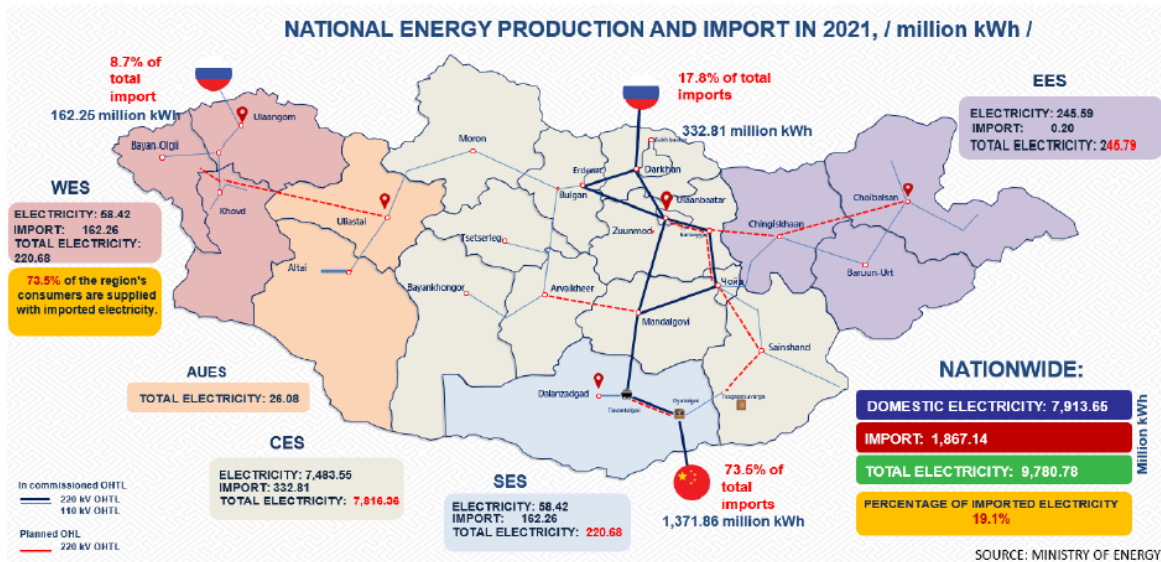 NATIONAL ENERGY PRODUCTION AND IMPORT IN 2021, / million kWh /
8.7% of
total
import
162.25 million kWh
17.8% of total
imports
332.81 million kWh
EES
ELECTRICITY: 245.59
IMPORT: 0.20
TOTAL ELECTRICITY: 245.79
Ulaangom
Bayan-Olgii
Khovd
Uliastai
Altai
Moron
Erdenet
Bulgan
Darkhan
Ulaanbaatar
Zuunmod
Tsetserleg
Bayankhongor
Arvaikheer
Mandalgovi
Чойр
Sainshand
Chingiskhaan
Choibalsan
Baruun-Urt
Dalanzadgad
Tavantolgoi
Oyutolgoi
WES
ELECTRICITY: 58.42
IMPORT: 162.26
TOTAL ELECTRICITY:
220.68
73.5% of the region's
consumers are supplied
with imported electricity.
AUES
TOTAL ELECTRICITY: 26.08
CES
ELECTRICITY: 7,483.55
IMPORT: 332.81
TOTAL ELECTRICITY: 7,816.36
SES
ELECTRICITY: 58.42
IMPORT: 162.26
TOTAL ELECTRICITY: 220.68
73.5% of
total
imports
1,371.86 million kWh
NATIONWIDE:
DOMESTIC ELECTRICITY: 7,913.65
IMPORT: 1,867.14
TOTAL ELECTRICITY: 9,780.78
PERCENTAGE OF IMPORTED ELECTRICITY
19.1%
Million kWh
In commissioned OHTL
220 kV OHTL
110 kV OHTL
Planned OHL
220 kV OHTL
SOURCE: MINISTRY OF ENERGY